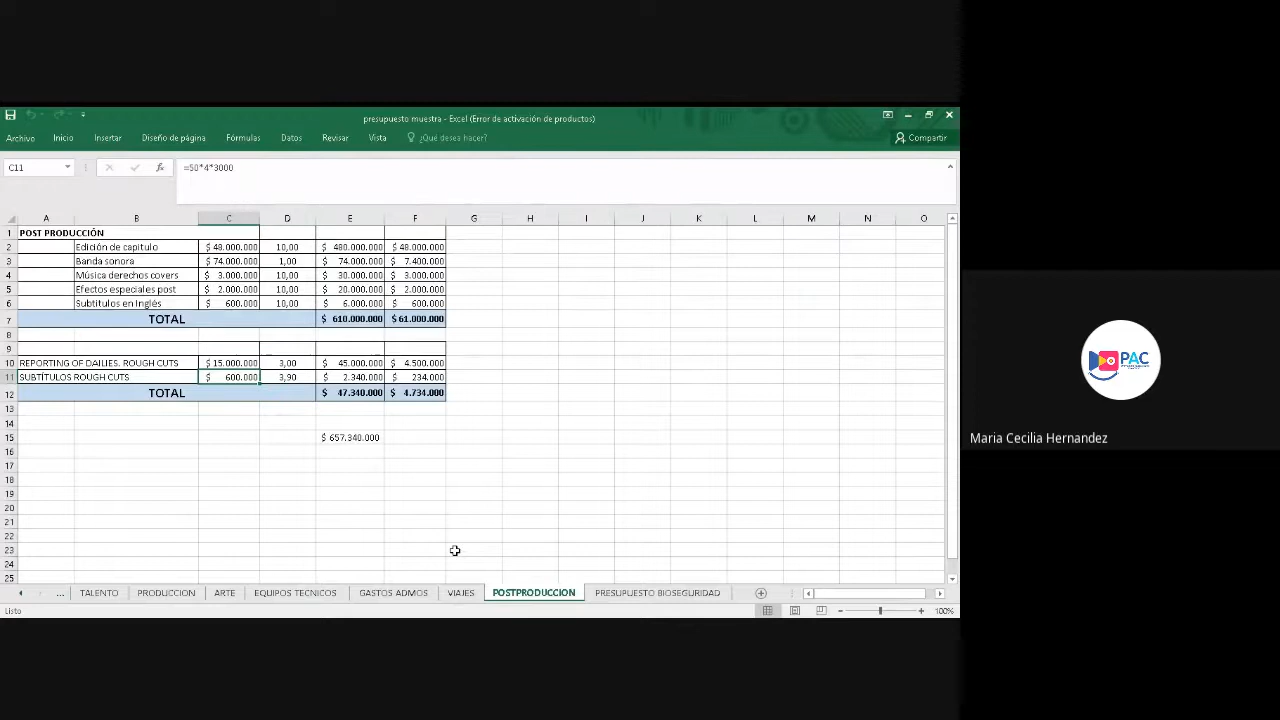 presupuesto muestra - Excel (Error de activación de productos)
Archivo Inicio Insertar Diseño de página Fórmulas Datos Revisar Vista ¿Qué desea hacer? Compartir
C11 fx =50*4*3000
A B C D E F G H I J K L M N O
1 POST PRODUCCIÓN
2 Edición de capitulo $ 48.000.000 10,00 $ 480.000.000 $ 48.000.000
3 Banda sonora $ 74.000.000 1,00 $ 74.000.000 $ 7.400.000
4 Música derechos covers $ 3.000.000 10,00 $ 30.000.000 $ 3.000.000
5 Efectos especiales post $ 2.000.000 10,00 $ 20.000.000 $ 2.000.000
6 Subtitulos en Inglés $ 600.000 10,00 $ 6.000.000 $ 600.000
7 TOTAL $ 610.000.000 $ 61.000.000
8
9
10 REPORTING OF DAILIES. ROUGH CUTS $ 15.000.000 3,00 $ 45.000.000 $ 4.500.000
11 SUBTÍTULOS ROUGH CUTS $ 600.000 3,90 $ 2.340.000 $ 234.000
12 TOTAL $ 47.340.000 $ 4.734.000
13
14
15 $ 657.340.000
16
17
18
19
20
21
22
23
24
25
... TALENTO PRODUCCION ARTE EQUIPOS TECNICOS GASTOS ADMOS VIAJES POSTPRODUCCION PRESUPUESTO BIOSEGURIDAD
Listo 100%
PAC
Maria Cecilia Hernandez